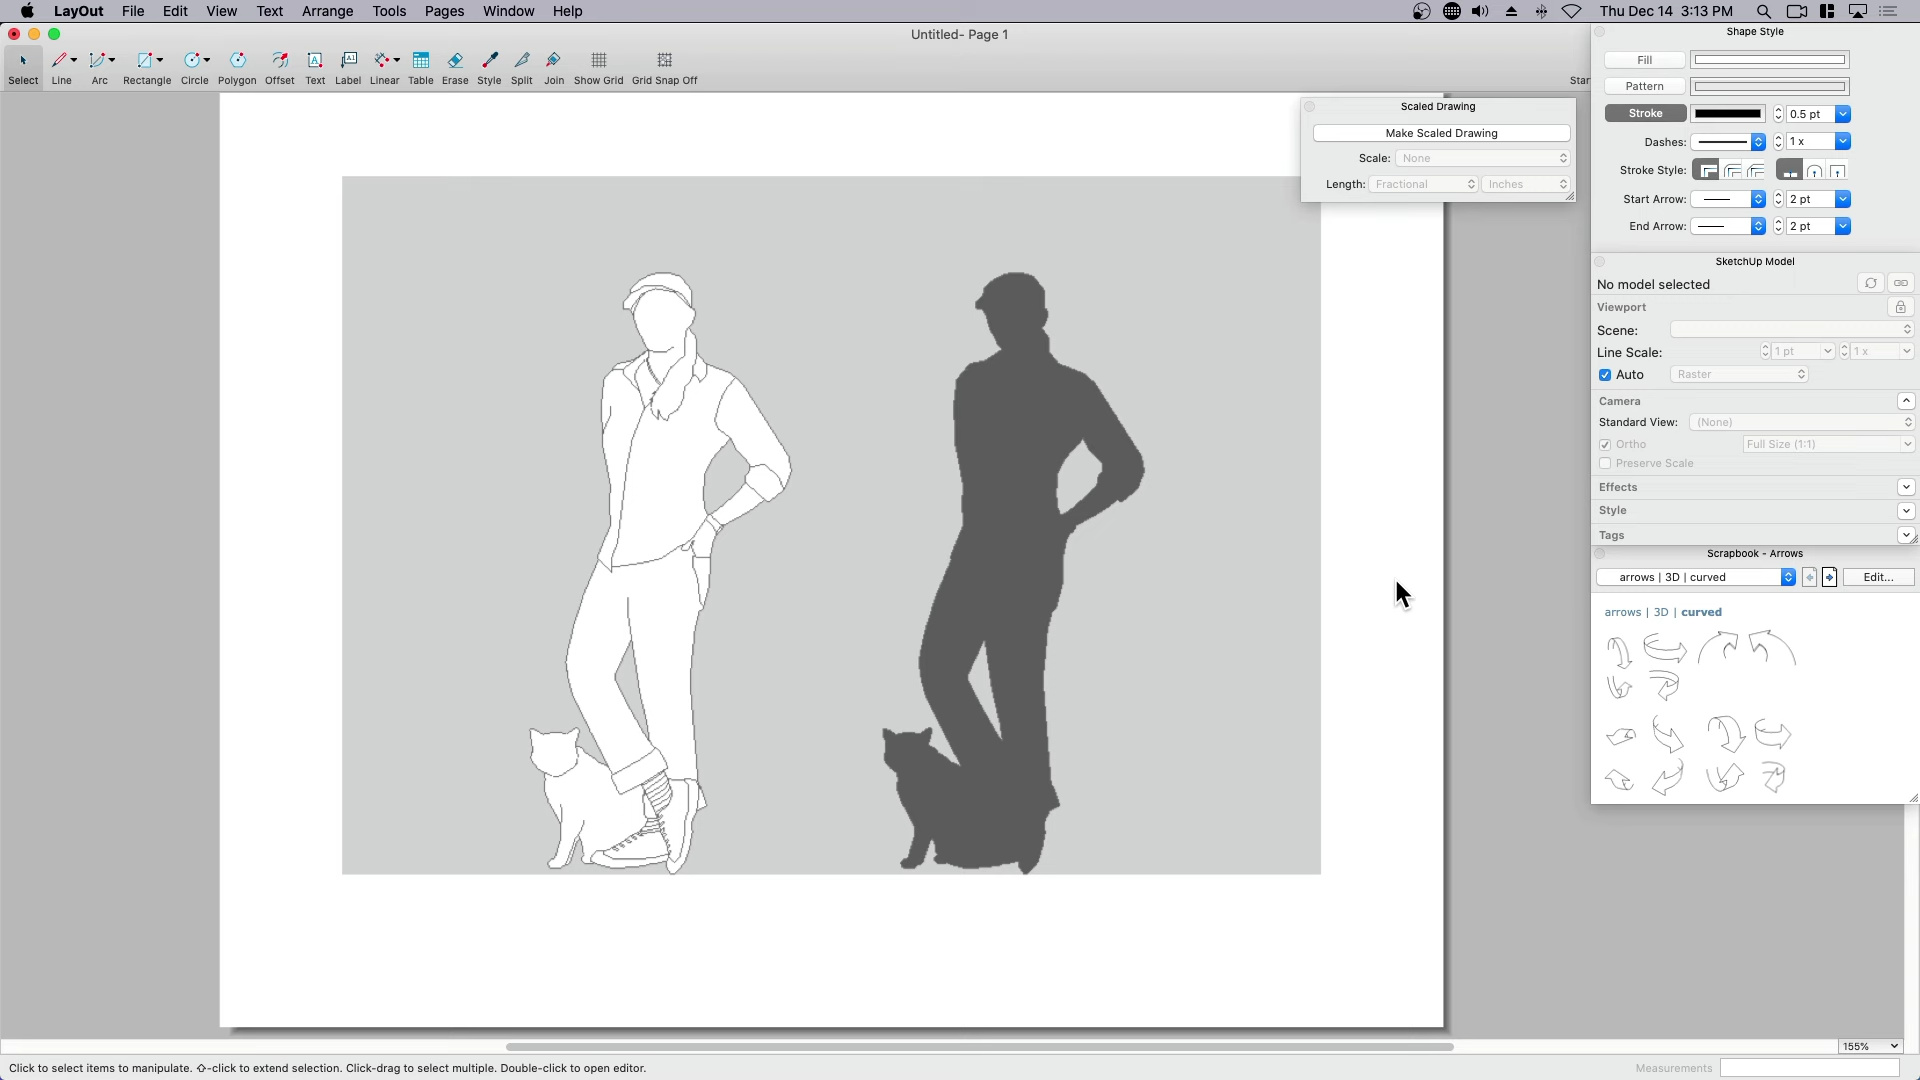 LayOut File Edit View Text Arrange Tools Pages Window Help
Thu Dec 14 3:13 PM
Untitled- Page 1
Select Line Arc Rectangle Circle Polygon Offset Text Label Linear Table Erase Style Split Join Show Grid Grid Snap Off
Star
Scaled Drawing
Make Scaled Drawing
Scale: None
Length: Fractional Inches
Shape Style
Fill
Pattern
Stroke 0.5 pt
Dashes: 1 x
Stroke Style:
Start Arrow: 2 pt
End Arrow: 2 pt
SketchUp Model
No model selected
Viewport
Scene:
Line Scale: 1 pt 1 x
Auto Raster
Camera
Standard View: (None)
Ortho Full Size (1:1)
Preserve Scale
Effects
Style
Tags
Scrapbook - Arrows
arrows | 3D | curved Edit...
arrows | 3D | curved
155%
Click to select items to manipulate. ⇧-click to extend selection. Click-drag to select multiple. Double-click to open editor.
Measurements